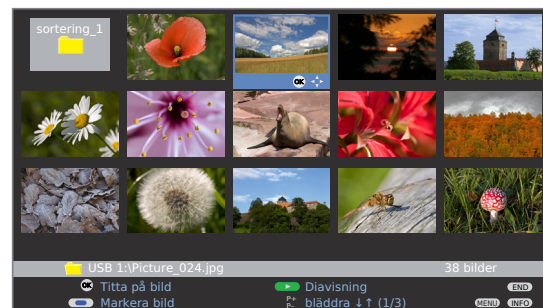 sortering_1
OK
USB 1:\Picture_024.jpg 38 bilder
OK Titta på bild Diavisning END
Markera bild P+ P- bläddra ↓↑ (1/3) MENU INFO